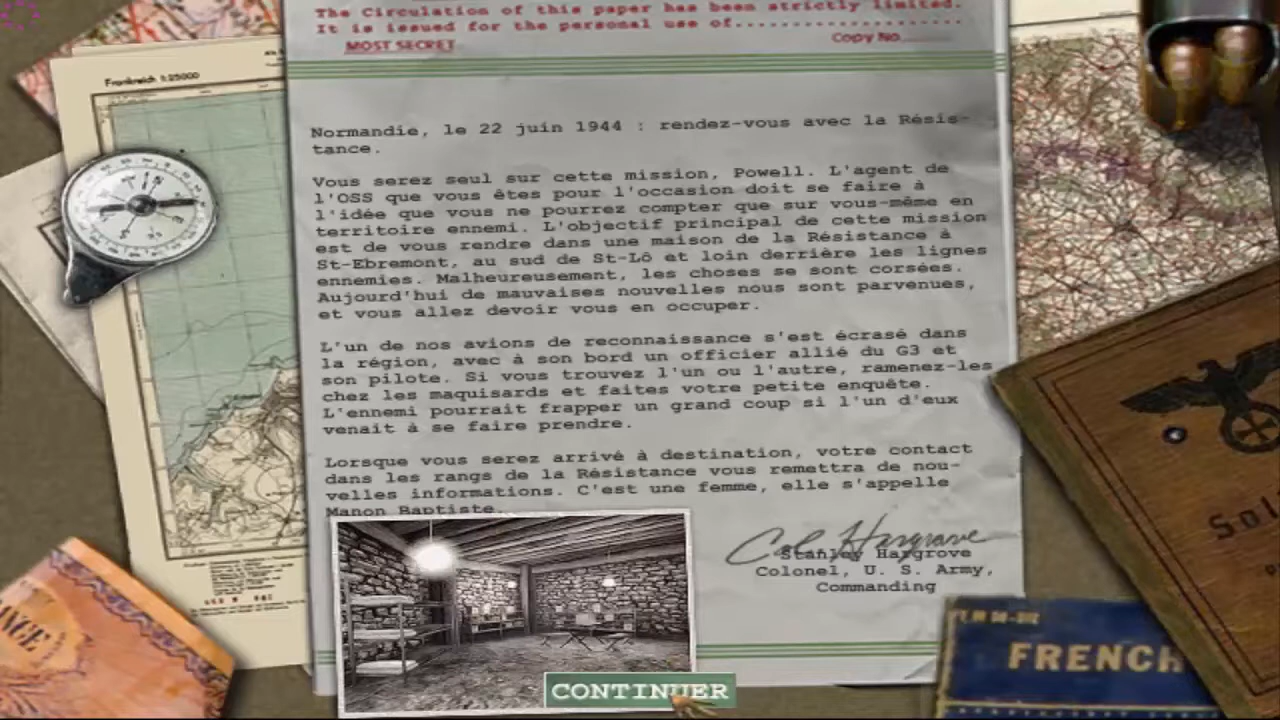 The Circulation of this paper has been strictly limited.
It is issued for the personal use of....................
MOST SECRET
Copy No.......
Frankreich 1:25000
Normandie, le 22 juin 1944 : rendez-vous avec la Résis-
tance.
Vous serez seul sur cette mission, Powell. L'agent de
l'OSS que vous êtes pour l'occasion doit se faire à
l'idée que vous ne pourrez compter que sur vous-même en
territoire ennemi. L'objectif principal de cette mission
est de vous rendre dans une maison de la Résistance à
St-Ebremont, au sud de St-Lô et loin derrière les lignes
ennemies. Malheureusement, les choses se sont corsées.
Aujourd'hui de mauvaises nouvelles nous sont parvenues,
et vous allez devoir vous en occuper.
L'un de nos avions de reconnaissance s'est écrasé dans
la région, avec à son bord un officier allié du G3 et
son pilote. Si vous trouvez l'un ou l'autre, ramenez-les
chez les maquisards et faites votre petite enquête.
L'ennemi pourrait frapper un grand coup si l'un d'eux
venait à se faire prendre.
Lorsque vous serez arrivé à destination, votre contact
dans les rangs de la Résistance vous remettra de nou-
velles informations. C'est une femme, elle s'appelle
Manon Baptiste.
Col Hargrave
Stanley Hargrove
Colonel, U. S. Army,
Commanding
FRENCH
CONTINUER